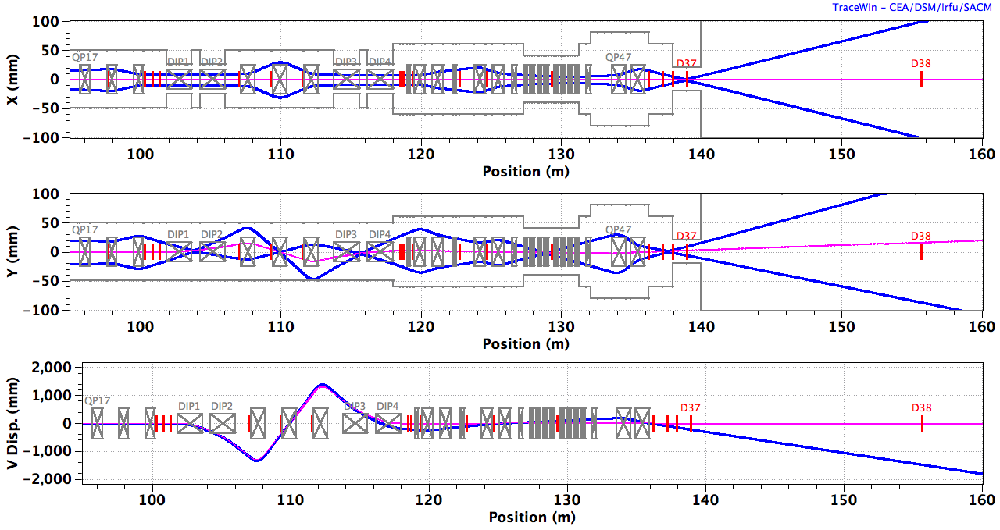 TraceWin - CEA/DSM/Irfu/SACM
X (mm)
100
50
0
−50
−100
QP17
DIP1
DIP2
DIP3
DIP4
QP47
D37
D38
100
110
120
130
140
150
160
Position (m)
Y (mm)
100
50
0
−50
−100
QP17
DIP1
DIP2
DIP3
DIP4
QP47
D37
D38
100
110
120
130
140
150
160
Position (m)
V Disp. (mm)
2,000
1,000
0
−1,000
−2,000
QP17
DIP1
DIP2
DIP3
DIP4
D37
D38
100
110
120
130
140
150
160
Position (m)